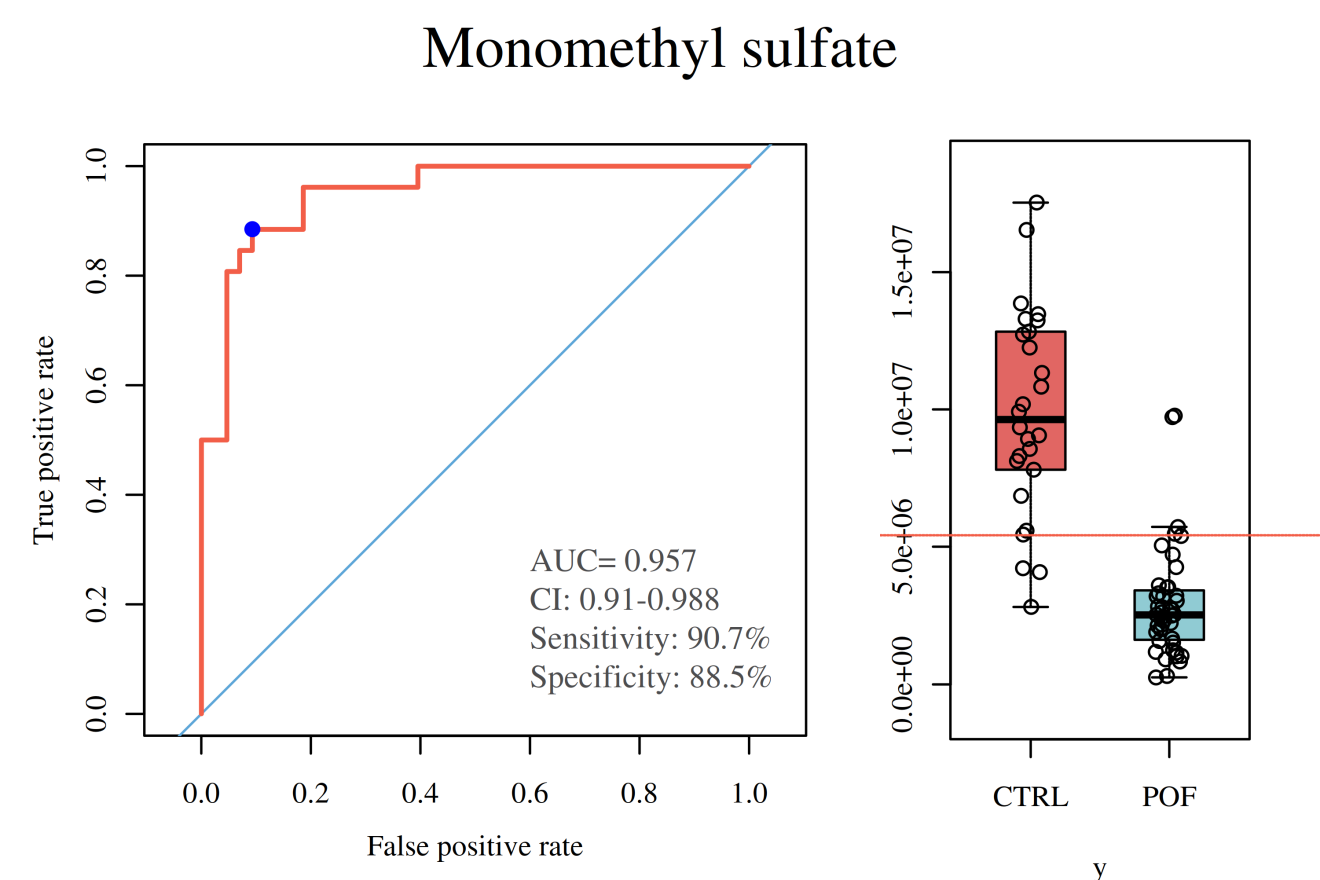 Monomethyl sulfate
True positive rate
1.0
0.8
0.6
0.4
0.2
0.0
AUC= 0.957
CI: 0.91-0.988
Sensitivity: 90.7%
Specificity: 88.5%
0.0 0.2 0.4 0.6 0.8 1.0
False positive rate
1.5e+07
1.0e+07
5.0e+06
0.0e+00
CTRL POF
y